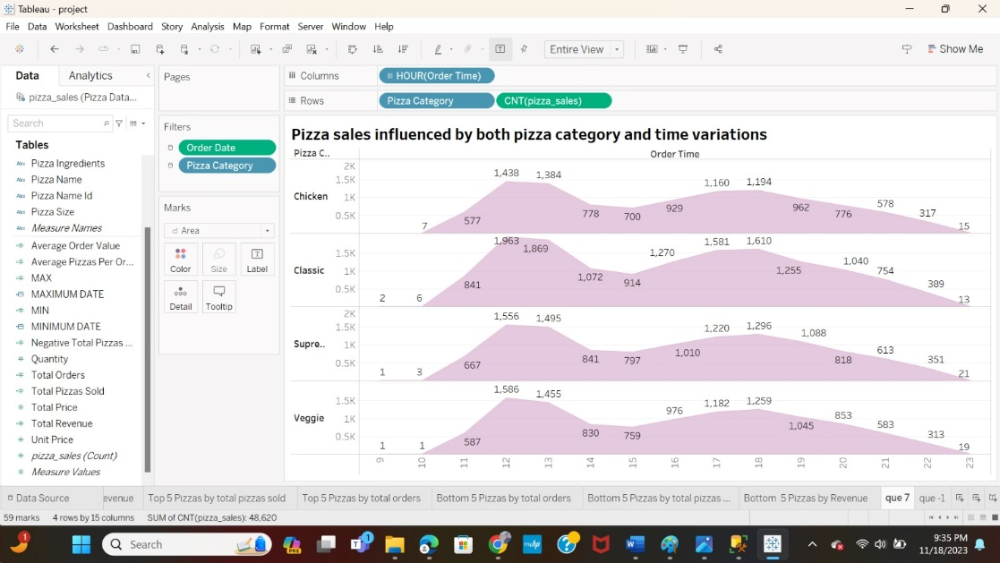 Tableau - project
File Data Worksheet Dashboard Story Analysis Map Format Server Window Help
Entire View
Show Me
Data Analytics
pizza_sales (Pizza Data...
Search
Tables
Pizza Ingredients
Pizza Name
Pizza Name Id
Pizza Size
Measure Names
Average Order Value
Average Pizzas Per Or...
MAX
MAXIMUM DATE
MIN
MINIMUM DATE
Negative Total Pizzas ...
Quantity
Total Orders
Total Pizzas Sold
Total Price
Total Revenue
Unit Price
pizza_sales (Count)
Measure Values
Pages
Filters
Order Date
Pizza Category
Marks
Area
Color Size Label
Detail Tooltip
Columns HOUR(Order Time)
Rows Pizza Category CNT(pizza_sales)
Pizza sales influenced by both pizza category and time variations
Pizza C.. Order Time
Chicken
2K
1.5K
1K
0.5K
7 577 1,438 1,384 778 700 929 1,160 1,194 962 776 578 317 15
Classic
1.5K
1K
0.5K
2 6 841 1,963 1,869 1,072 914 1,270 1,581 1,610 1,255 1,040 754 389 13
Supre..
2K
1.5K
1K
0.5K
1 3 667 1,556 1,495 841 797 1,010 1,220 1,296 1,088 818 613 351 21
Veggie
1.5K
1K
0.5K
1 1 587 1,586 1,455 830 759 976 1,182 1,259 1,045 853 583 313 19
9 10 11 12 13 14 15 16 17 18 19 20 21 22 23
Data Source evenue Top 5 Pizzas by total pizzas sold Top 5 Pizzas by total orders Bottom 5 Pizzas by total orders Bottom 5 Pizzas by total pizzas ... Bottom 5 Pizzas by Revenue que 7 que -1
59 marks 4 rows by 15 columns SUM of CNT(pizza_sales): 48,620
1
Search
PRE
1
9:35 PM
11/18/2023